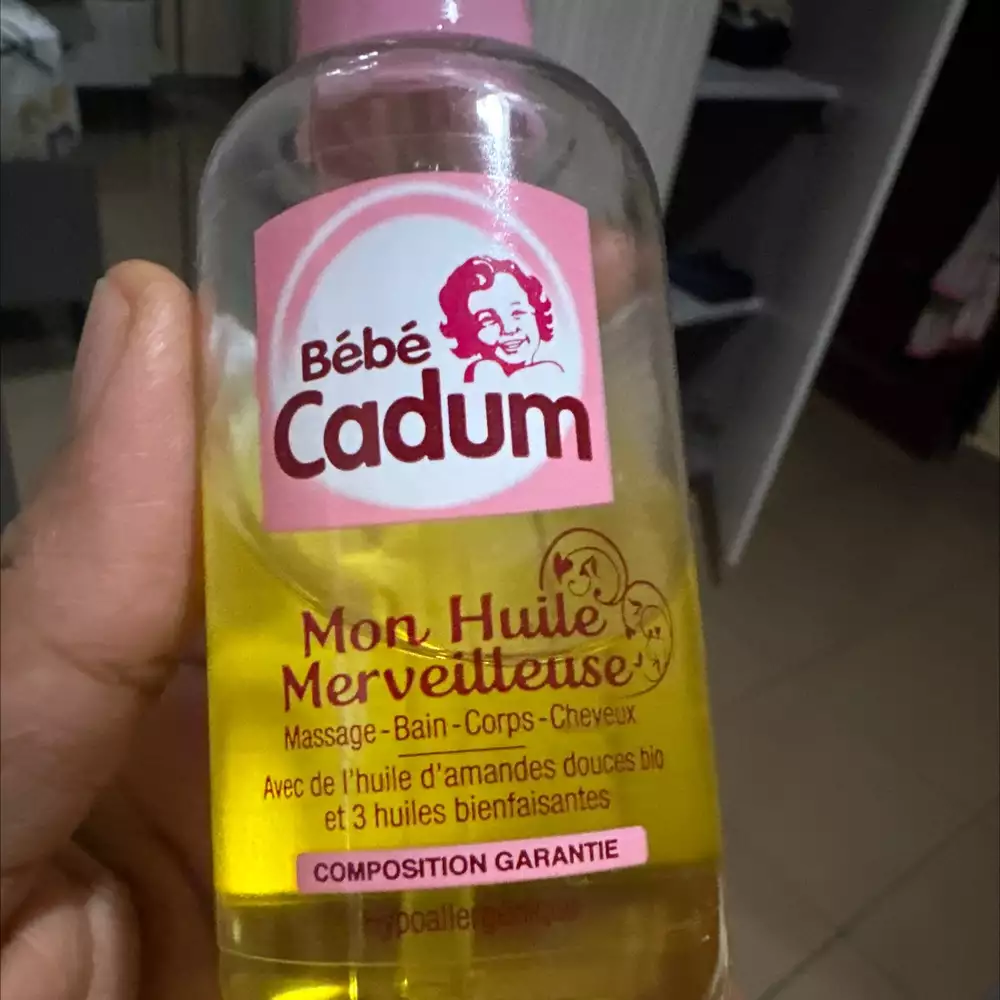 Bébé
Cadum
Mon Huile
Merveilleuse
Massage-Bain-Corps-Cheveux
Avec de l'huile d'amandes douces bio
et 3 huiles bienfaisantes
COMPOSITION GARANTIE
Hypoallergénique